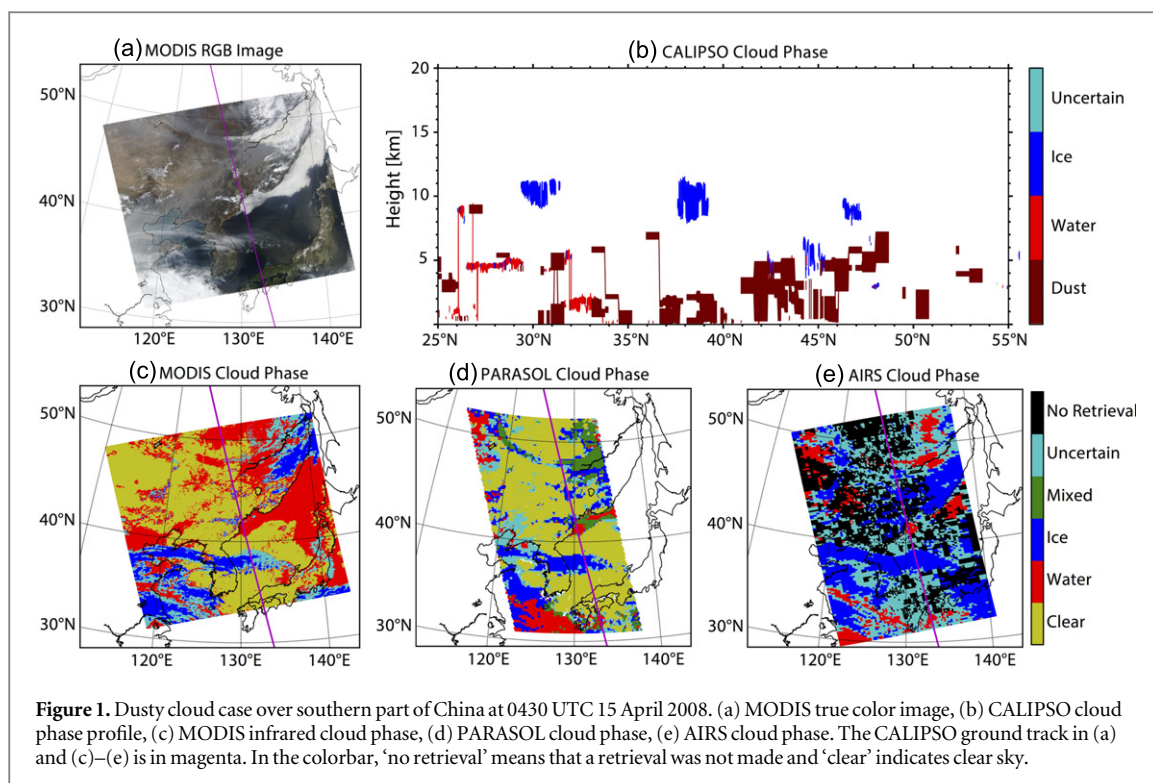 (a) MODIS RGB Image
50°N
40°N
30°N
120°E
130°E
140°E
(b) CALIPSO Cloud Phase
Height [km]
20
15
10
5
25
30
35
40°N
45
50
55
Uncertain
Ice
Water
Dust
(c) MODIS Cloud Phase
50°N
40°N
30°N
120°E
130°E
140°E
(d) PARASOL Cloud Phase
50°N
40°N
30°N
120°E
130°E
140°E
(e) AIRS Cloud Phase
50°N
40°N
30°N
120°E
130°E
140°E
No Retrieval
Uncertain
Mixed
Ice
Water
Clear
Figure 1. Dusty cloud case over southern part of China at 0430 UTC 15 April 2008. (a) MODIS true color image, (b) CALIPSO cloud
phase profile, (c) MODIS infrared cloud phase, (d) PARASOL cloud phase, (e) AIRS cloud phase. The CALIPSO ground track in (a)
and (c)–(e) is in magenta. In the colorbar, ‘no retrieval’ means that a retrieval was not made and ‘clear’ indicates clear sky.